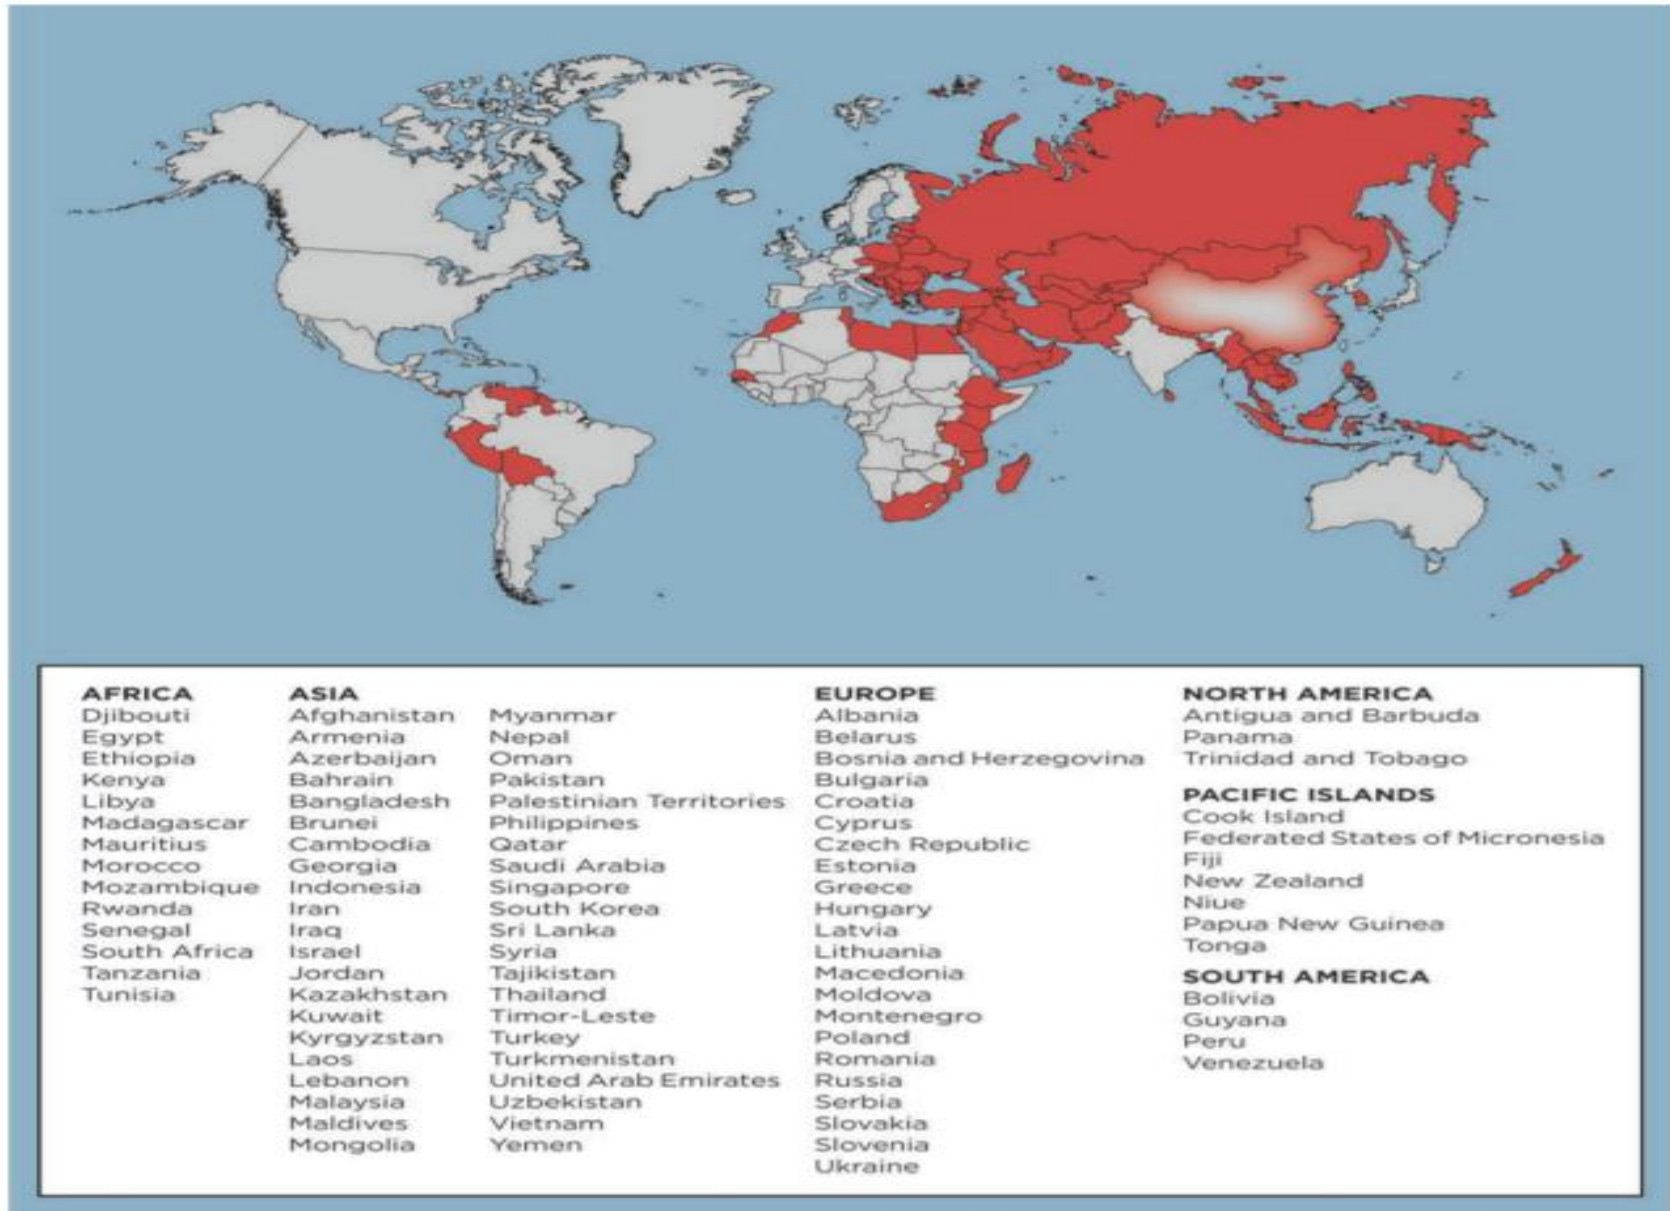 AFRICA
Djibouti
Egypt
Ethiopia
Kenya
Libya
Madagascar
Mauritius
Morocco
Mozambique
Rwanda
Senegal
South Africa
Tanzania
Tunisia
ASIA
Afghanistan
Armenia
Azerbaijan
Bahrain
Bangladesh
Brunei
Cambodia
Georgia
Indonesia
Iran
Iraq
Israel
Jordan
Kazakhstan
Kuwait
Kyrgyzstan
Laos
Lebanon
Malaysia
Maldives
Mongolia
Myanmar
Nepal
Oman
Pakistan
Palestinian Territories
Philippines
Qatar
Saudi Arabia
Singapore
South Korea
Sri Lanka
Syria
Tajikistan
Thailand
Timor-Leste
Turkey
Turkmenistan
United Arab Emirates
Uzbekistan
Vietnam
Yemen
EUROPE
Albania
Belarus
Bosnia and Herzegovina
Bulgaria
Croatia
Cyprus
Czech Republic
Estonia
Greece
Hungary
Latvia
Lithuania
Macedonia
Moldova
Montenegro
Poland
Romania
Russia
Serbia
Slovakia
Slovenia
Ukraine
NORTH AMERICA
Antigua and Barbuda
Panama
Trinidad and Tobago
PACIFIC ISLANDS
Cook Island
Federated States of Micronesia
Fiji
New Zealand
Niue
Papua New Guinea
Tonga
SOUTH AMERICA
Bolivia
Guyana
Peru
Venezuela